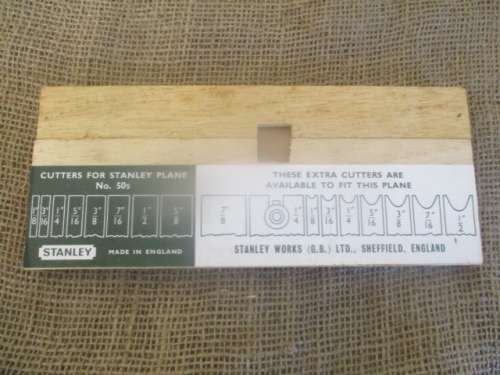 CUTTERS FOR STANLEY PLANE
No. 50s
1/8 3/16 1/4 5/16 3/8 7/16 1/2 5/8
STANLEY MADE IN ENGLAND
THESE EXTRA CUTTERS ARE
AVAILABLE TO FIT THIS PLANE
7/8 1/4 1/8 3/16 1/4 5/16 3/8 7/16 1/2
STANLEY WORKS (G.B.) LTD., SHEFFIELD, ENGLAND